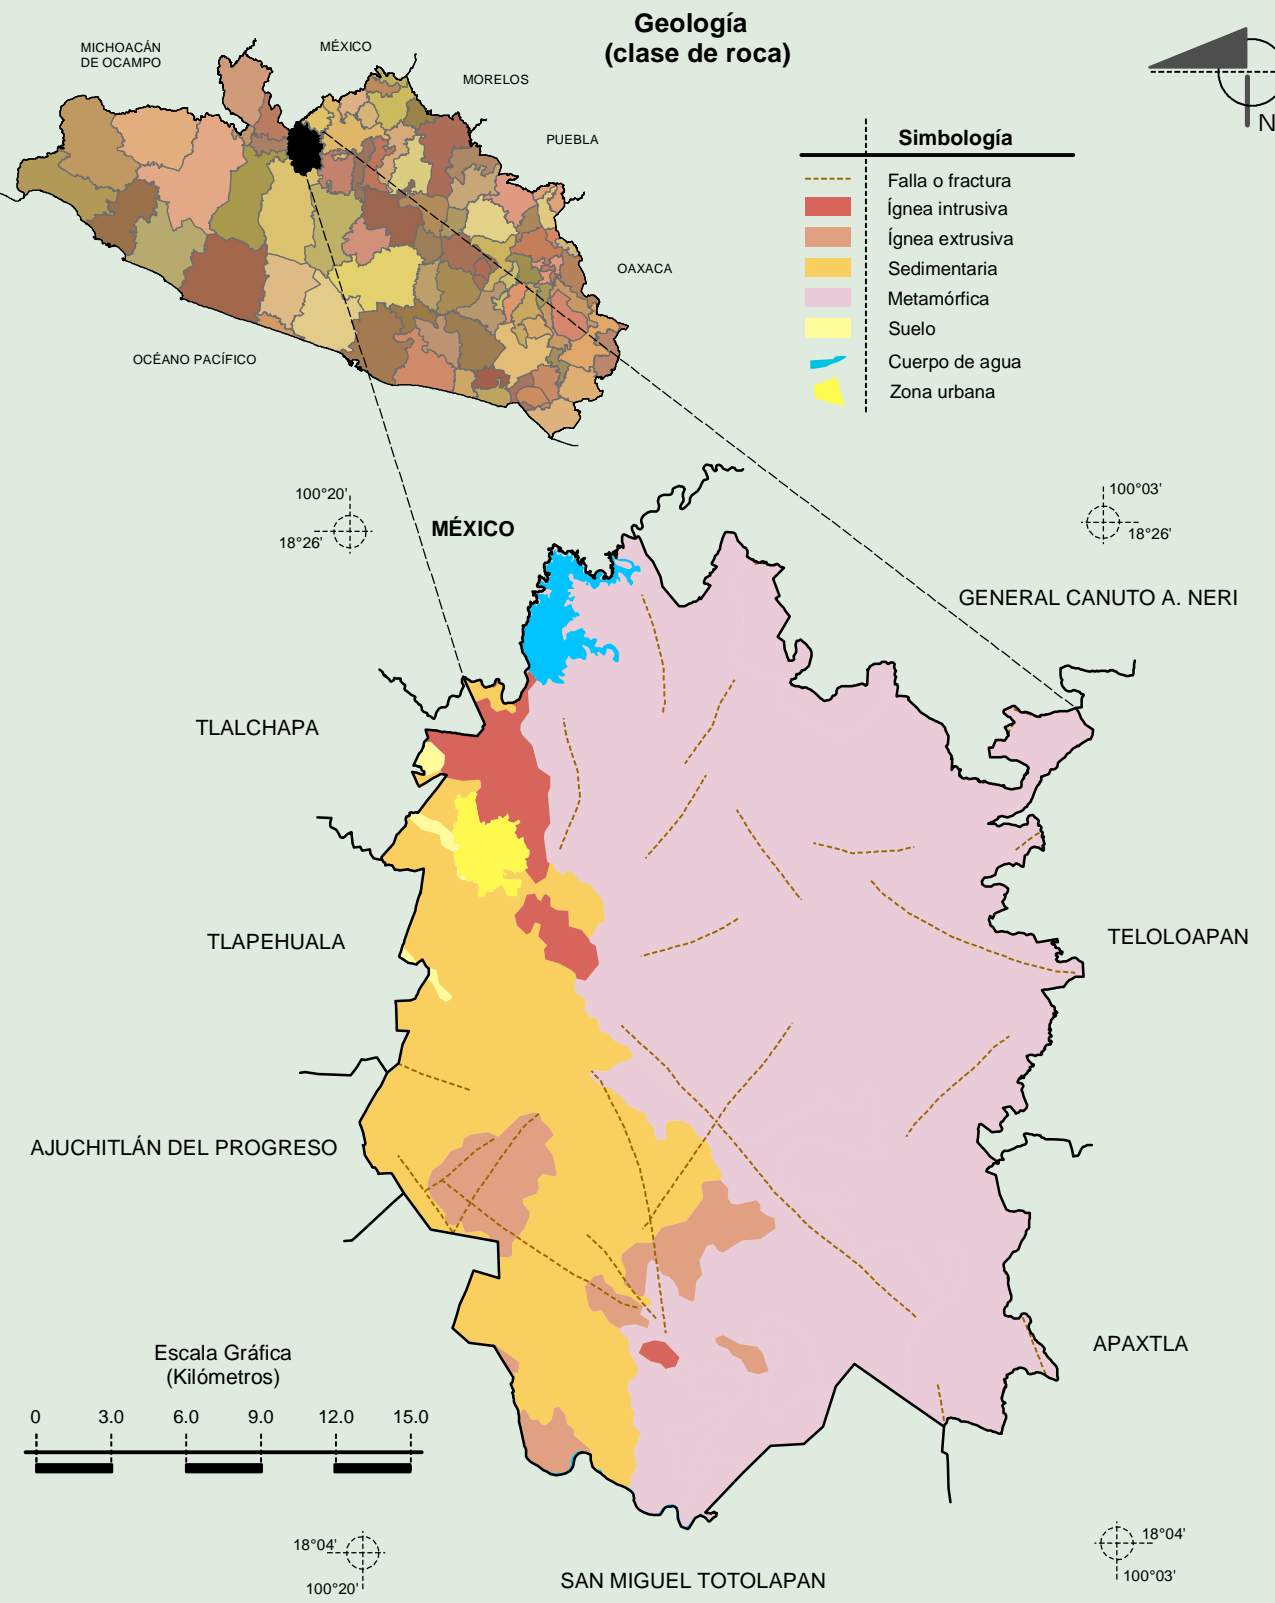 Geología
(clase de roca)
MICHOACÁN
DE OCAMPO
MÉXICO
MORELOS
PUEBLA
OAXACA
OCÉANO PACÍFICO
N
Simbología
Falla o fractura
Ígnea intrusiva
Ígnea extrusiva
Sedimentaria
Metamórfica
Suelo
Cuerpo de agua
Zona urbana
100°20'
18°26'
MÉXICO
100°03'
18°26'
GENERAL CANUTO A. NERI
TLALCHAPA
TLAPEHUALA
TELOLOAPAN
AJUCHITLÁN DEL PROGRESO
APAXTLA
Escala Gráfica
(Kilómetros)
0 3.0 6.0 9.0 12.0 15.0
18°04'
100°20'
18°04'
100°03'
SAN MIGUEL TOTOLAPAN